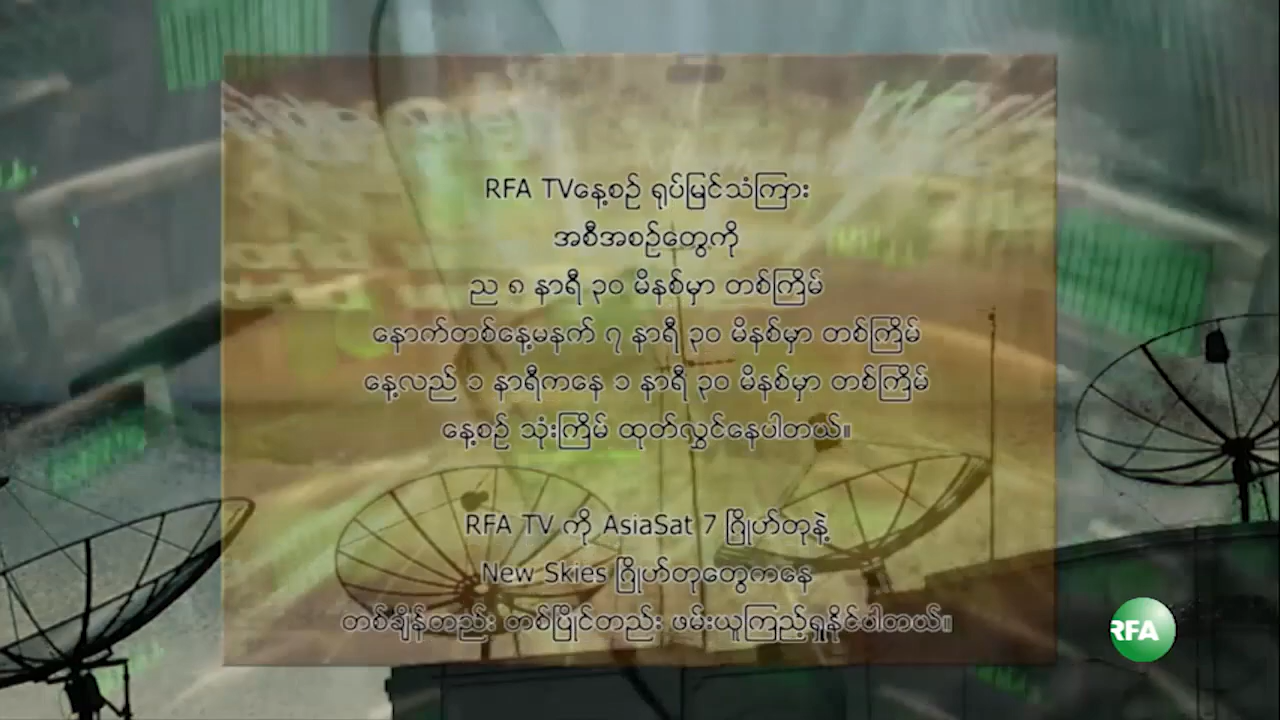 RFA TVနေ့စဉ် ရုပ်မြင်သံကြား
အစီအစဉ်တွေကို
ည ၈ နာရီ ၃၀ မိနစ်မှာ တစ်ကြိမ်
နောက်တစ်နေ့မနက် ၇ နာရီ ၃၀ မိနစ်မှာ တစ်ကြိမ်
နေ့လည် ၁ နာရီကနေ ၁ နာရီ ၃၀ မိနစ်မှာ တစ်ကြိမ်
နေ့စဉ် သုံးကြိမ် ထုတ်လွှင်နေပါတယ်။
RFA TV ကို AsiaSat 7 ဂြိုဟ်တုနဲ့
New Skies ဂြိုဟ်တုတွေကနေ
တစ်ချိန်တည်း တစ်ပြိုင်တည်း ဖမ်းယူကြည့်ရှုနိုင်ပါတယ်။
RFA